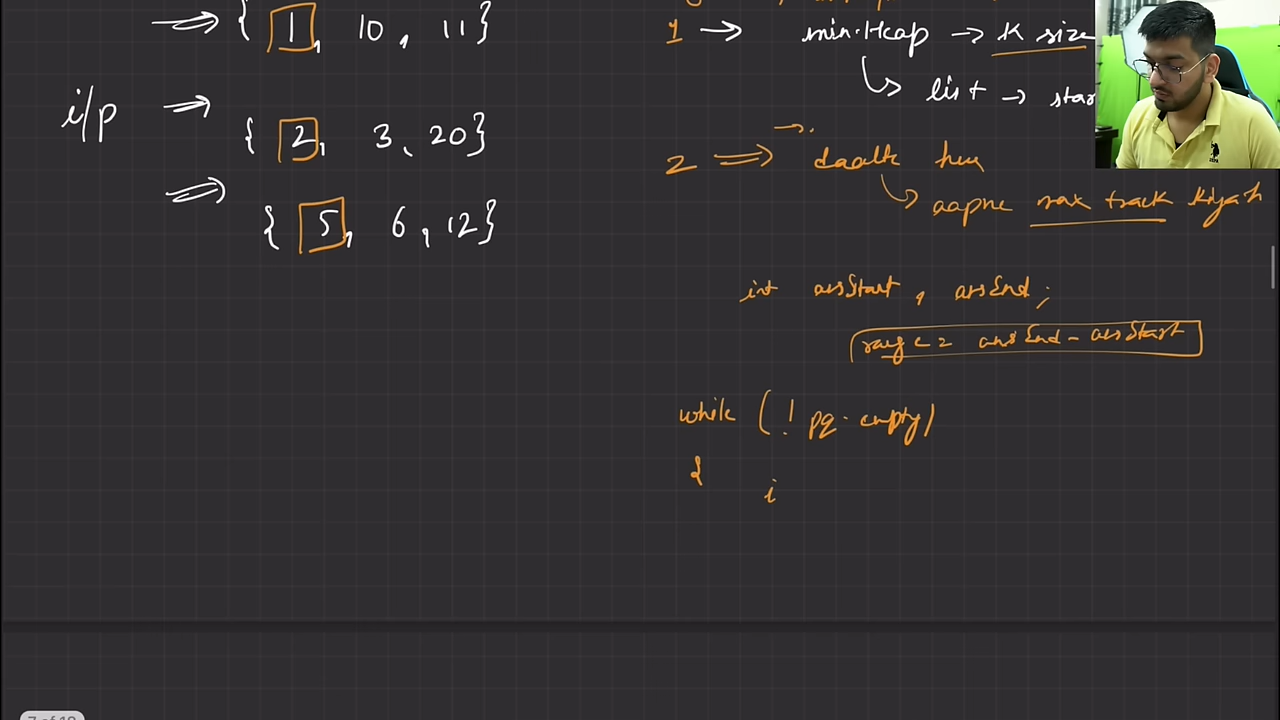 ⇒ { 1, 10, 11}
i/p ⇒ { 2, 3, 20}
⇒ { 5, 6, 12}
1 → min-Heap → K size
↳ list → star
2 ⇒ daalte hue
↳ aapne max track kiya h
int ansStart, ansEnd;
range = ansEnd - ansStart
while (! pq. empty)
{ i